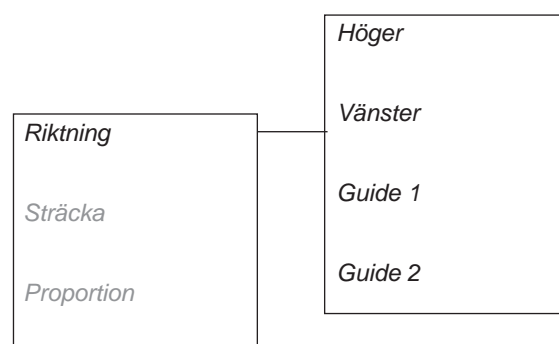 Höger
Vänster
Riktning
Guide 1
Sträcka
Guide 2
Proportion